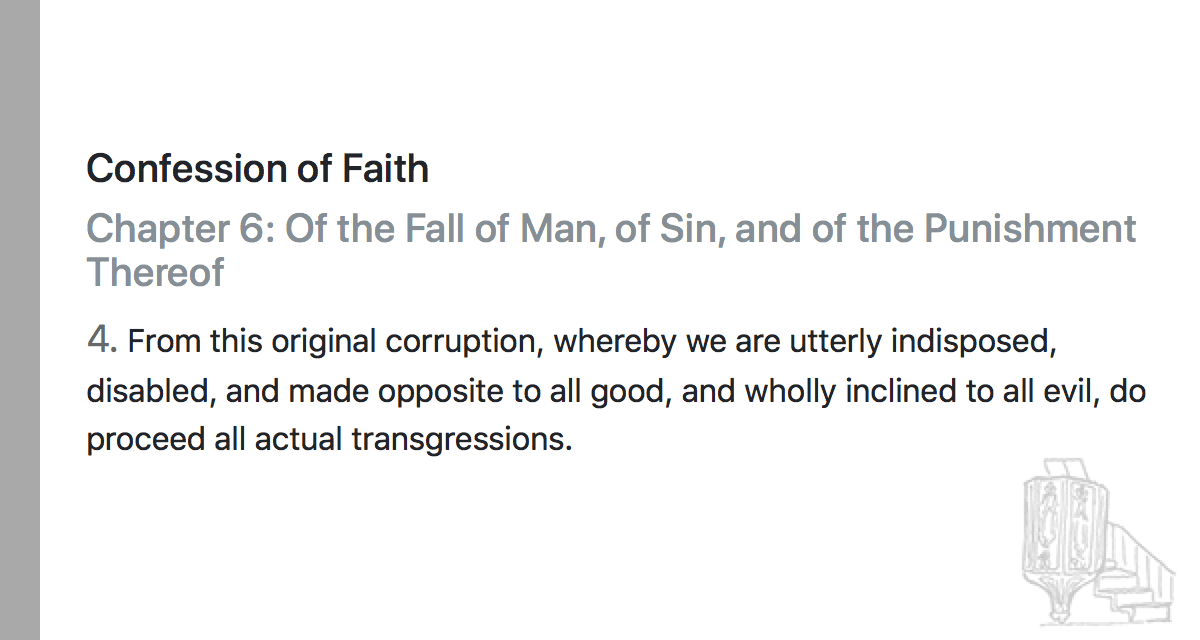 Confession of Faith
Chapter 6: Of the Fall of Man, of Sin, and of the Punishment
Thereof
4. From this original corruption, whereby we are utterly indisposed,
disabled, and made opposite to all good, and wholly inclined to all evil, do
proceed all actual transgressions.